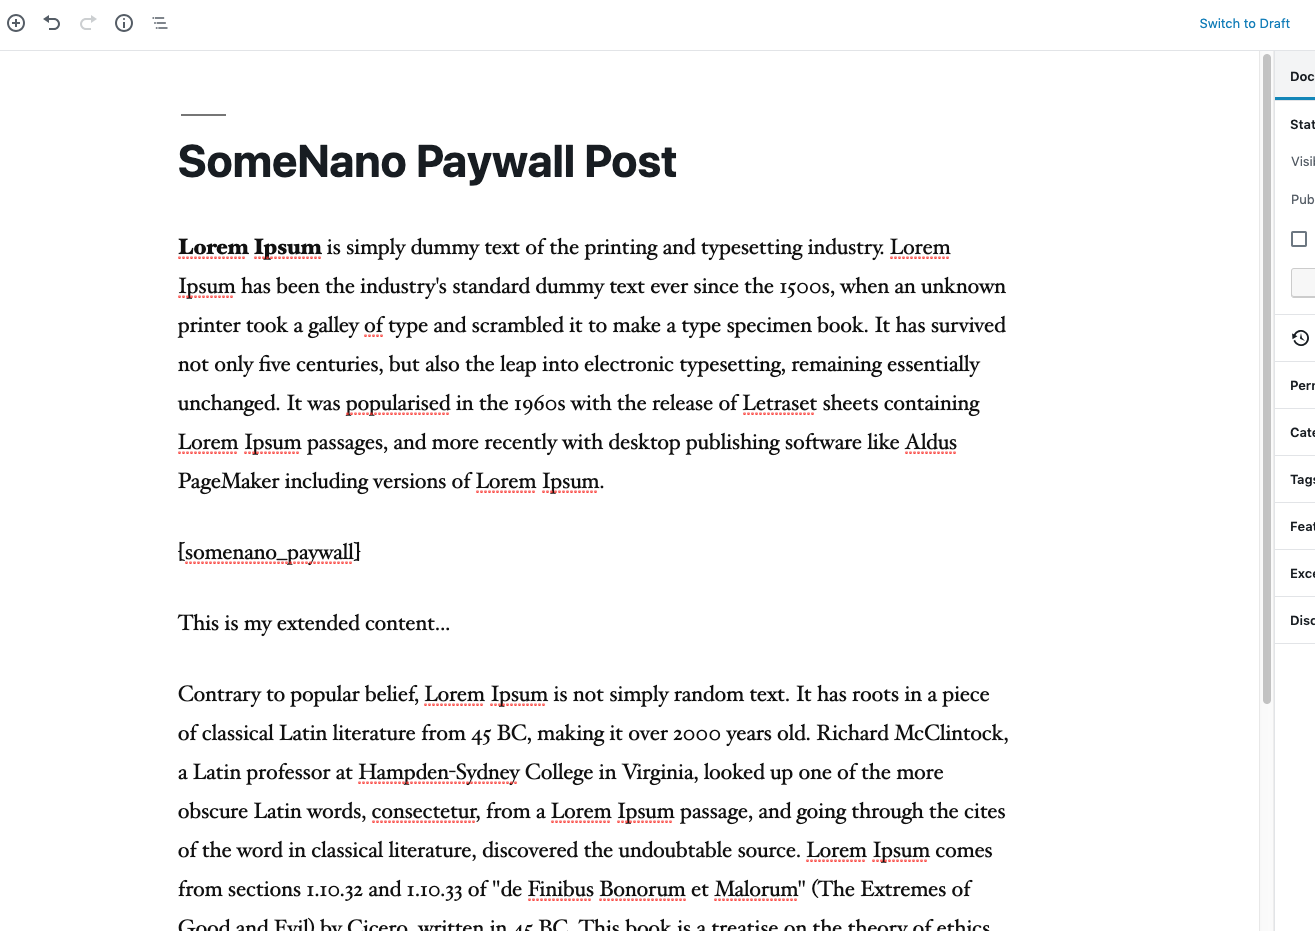 Switch to Draft
SomeNano Paywall Post
Lorem Ipsum is simply dummy text of the printing and typesetting industry. Lorem
Ipsum has been the industry's standard dummy text ever since the 1500s, when an unknown
printer took a galley of type and scrambled it to make a type specimen book. It has survived
not only five centuries, but also the leap into electronic typesetting, remaining essentially
unchanged. It was popularised in the 1960s with the release of Letraset sheets containing
Lorem Ipsum passages, and more recently with desktop publishing software like Aldus
PageMaker including versions of Lorem Ipsum.
[somenano_paywall]
This is my extended content...
Contrary to popular belief, Lorem Ipsum is not simply random text. It has roots in a piece
of classical Latin literature from 45 BC, making it over 2000 years old. Richard McClintock,
a Latin professor at Hampden-Sydney College in Virginia, looked up one of the more
obscure Latin words, consectetur, from a Lorem Ipsum passage, and going through the cites
of the word in classical literature, discovered the undoubtable source. Lorem Ipsum comes
from sections 1.10.32 and 1.10.33 of "de Finibus Bonorum et Malorum" (The Extremes of
Good and Evil) by Cicero, written in 45 BC. This book is a treatise on the theory of ethics,
Doc
Stat
Visil
Pub
Perr
Cate
Tags
Feat
Exce
Disc